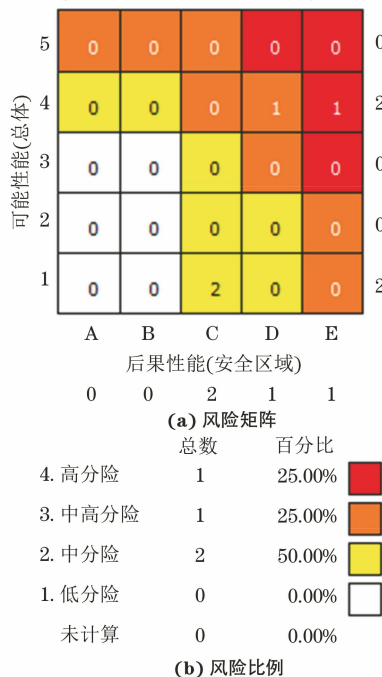 5 0 0 0 0 0 0
4 0 0 0 1 1 2
3 0 0 0 0 0 0
2 0 0 0 0 0 0
1 0 0 2 0 0 2
可能性能(总体)
A B C D E
后果性能(安全区域)
0 0 2 1 1
(a) 风险矩阵
总数 百分比
4. 高分险 1 25.00%
3. 中高分险 1 25.00%
2. 中分险 2 50.00%
1. 低分险 0 0.00%
未计算 0 0.00%
(b) 风险比例